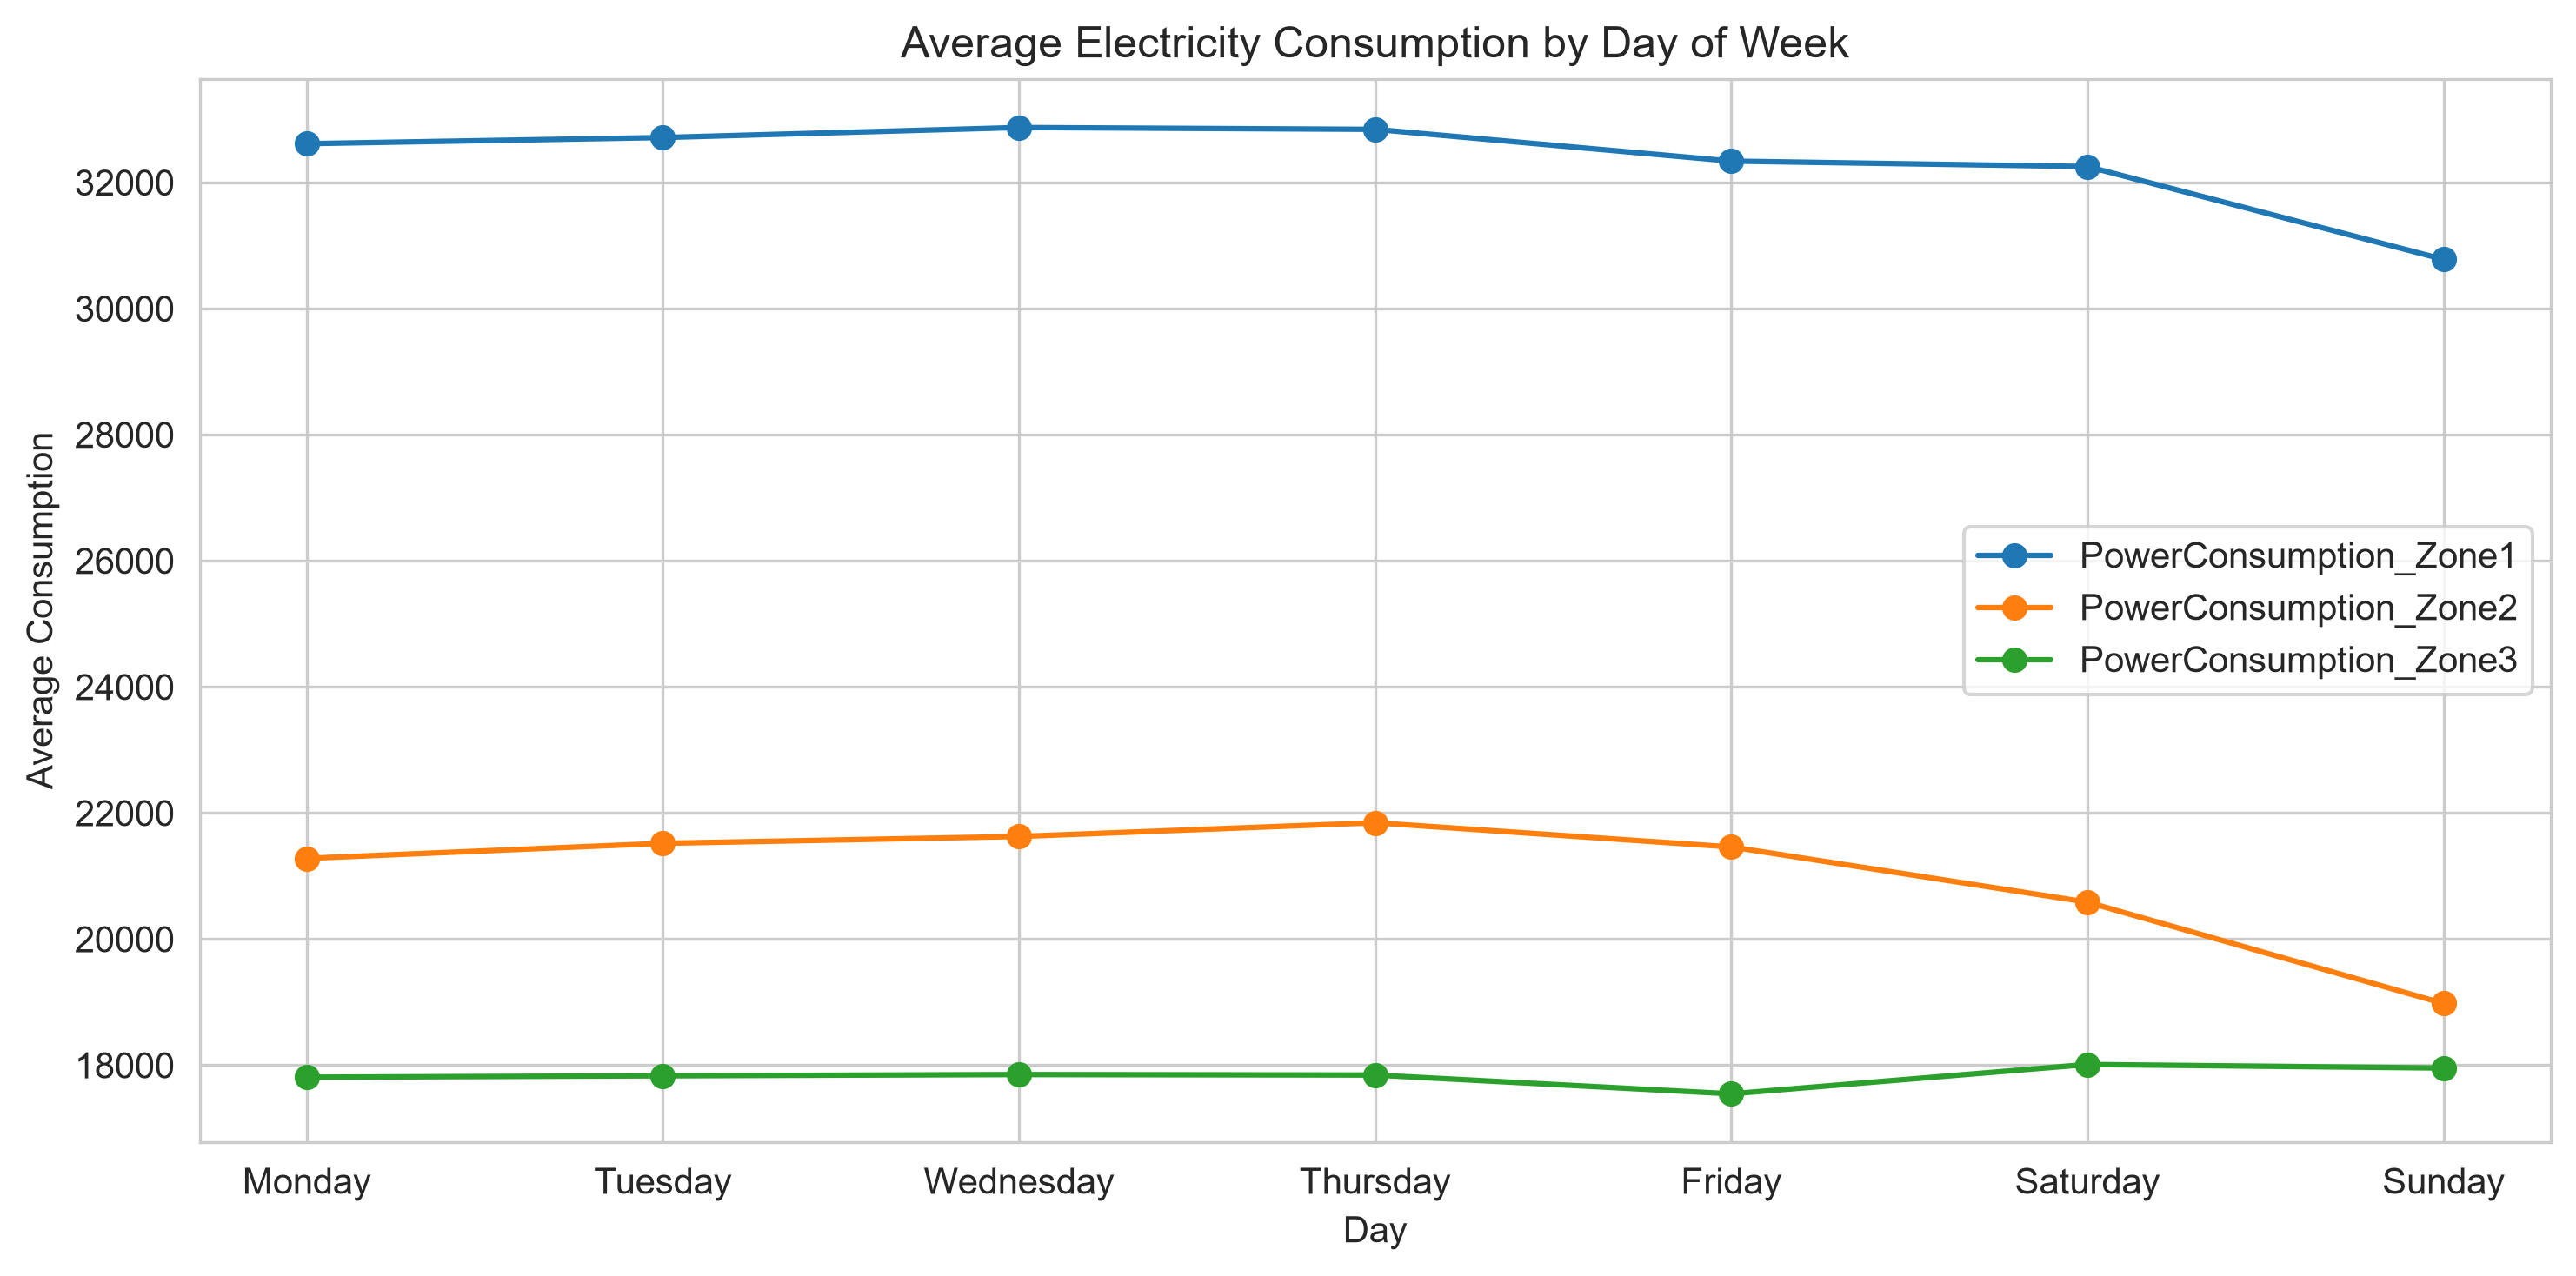 Average Electricity Consumption by Day of Week
Average Consumption
32000
30000
28000
26000
24000
22000
20000
18000
PowerConsumption_Zone1
PowerConsumption_Zone2
PowerConsumption_Zone3
Monday Tuesday Wednesday Thursday Friday Saturday Sunday
Day